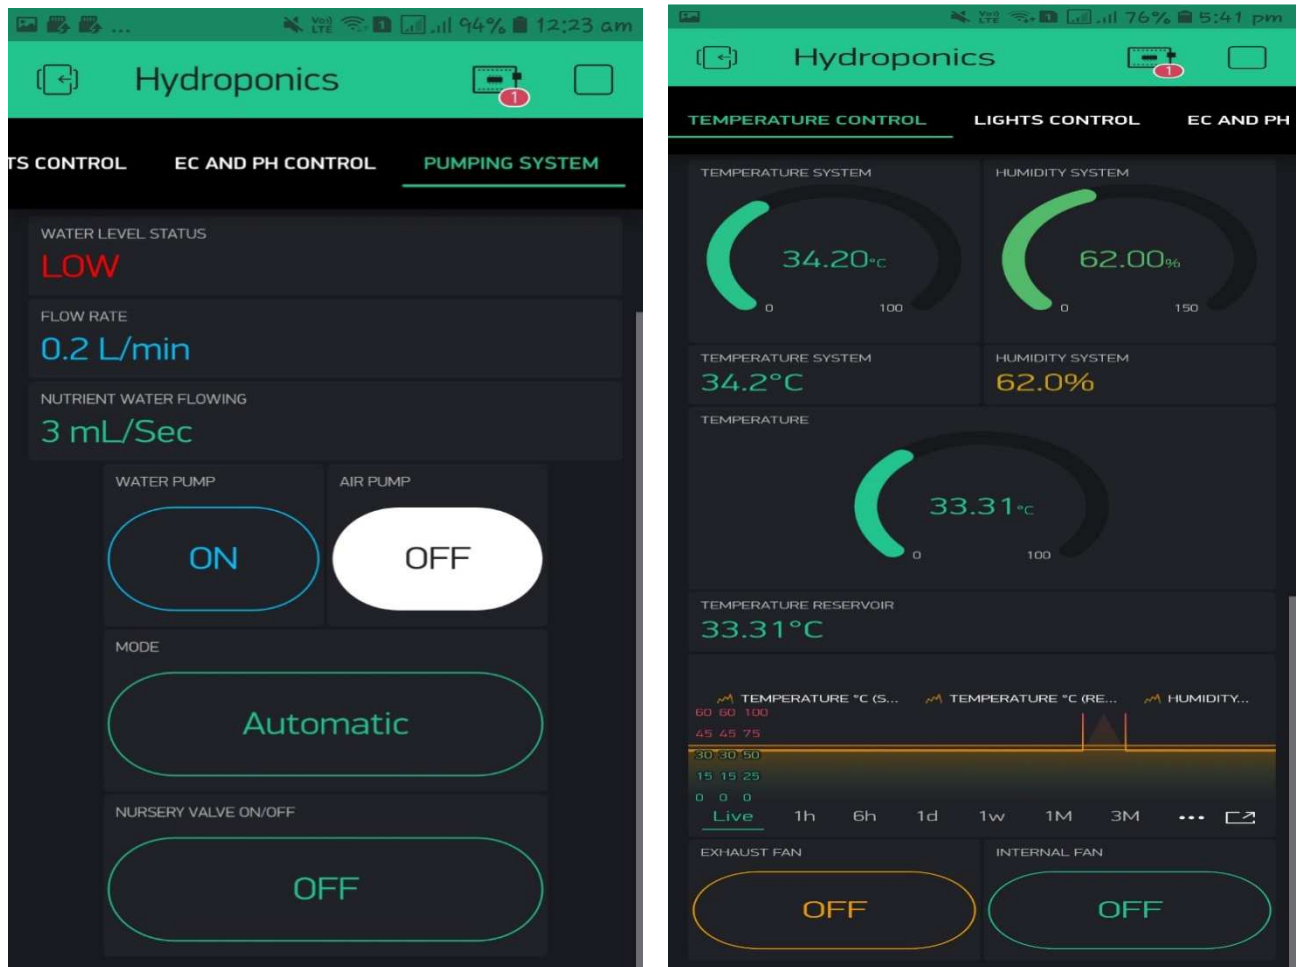 ... Vo)) LTE 1 94% 12:23 am
Hydroponics
1
TS CONTROL EC AND PH CONTROL PUMPING SYSTEM
WATER LEVEL STATUS
LOW
FLOW RATE
0.2 L/min
NUTRIENT WATER FLOWING
3 mL/Sec
WATER PUMP AIR PUMP
ON OFF
MODE
Automatic
NURSERY VALVE ON/OFF
OFF
Vo)) LTE 1 76% 5:41 pm
Hydroponics
1
TEMPERATURE CONTROL LIGHTS CONTROL EC AND PH
TEMPERATURE SYSTEM HUMIDITY SYSTEM
34.20°C 62.00%
0 100 0 150
TEMPERATURE SYSTEM HUMIDITY SYSTEM
34.2°C 62.0%
TEMPERATURE
33.31°C
0 100
TEMPERATURE RESERVOIR
33.31°C
TEMPERATURE °C (S... TEMPERATURE °C (RE... HUMIDITY...
60 60 100
45 45 75
30 30 50
15 15 25
0 0 0
Live 1h 6h 1d 1w 1M 3M ...
EXHAUST FAN INTERNAL FAN
OFF OFF